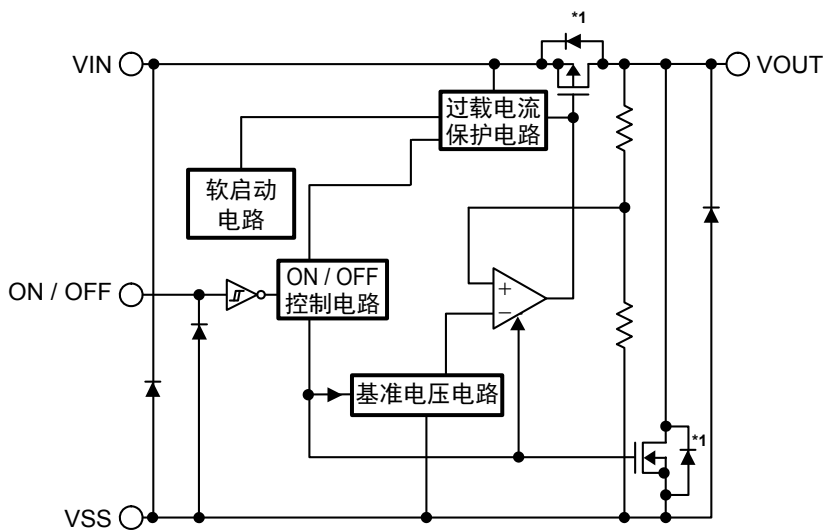 *1
VIN
VOUT
过载电流
保护电路
软启动
电路
ON / OFF
ON / OFF
控制电路
+
−
基准电压电路
*1
VSS